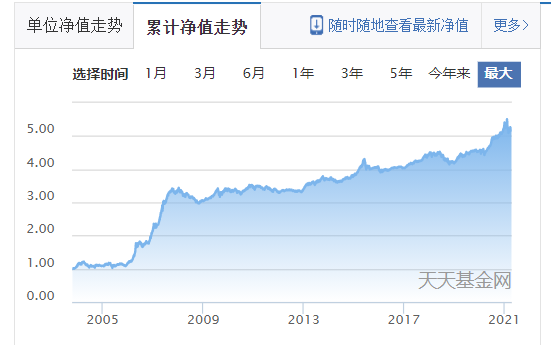 单位净值走势 累计净值走势 随时随地查看最新净值 更多>
选择时间 1月 3月 6月 1年 3年 5年 今年来 最大
5.00
4.00
3.00
2.00
1.00
0.00
天天基金网
2005 2009 2013 2017 2021